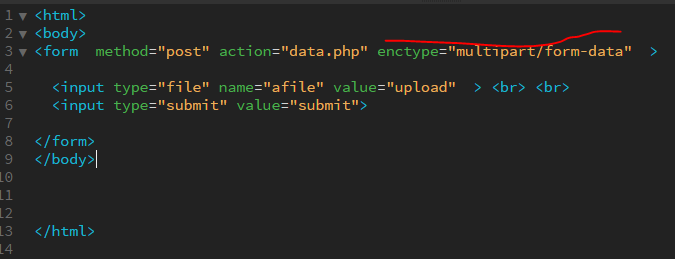 1 <html>
2 <body>
3 <form  method="post" action="data.php" enctype="multipart/form-data"  >
4
5   <input type="file" name="afile" value="upload"  > <br> <br>
6   <input type="submit" value="submit">
7
8 </form>
9 </body>
10
11
12
13 </html>
14